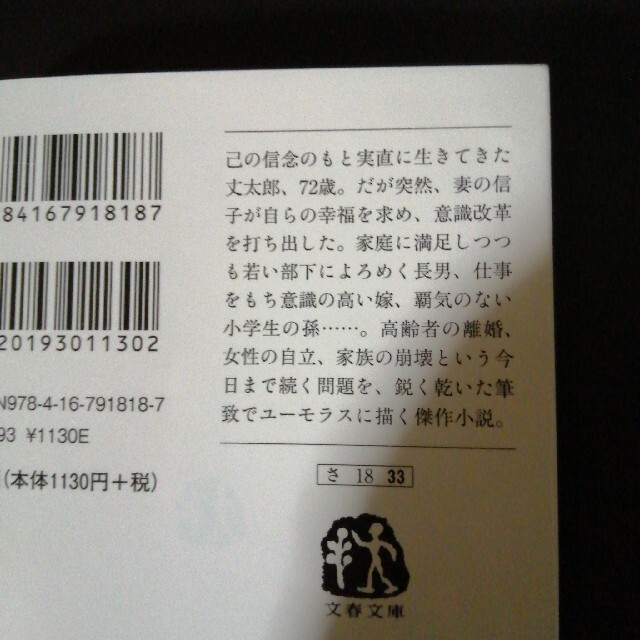 84167918187
20193011302
N978-4-16-791818-7
93 ¥1130E
(本体1130円+税)
己の信念のもと実直に生きてきた
丈太郎、72歳。だが突然、妻の信
子が自らの幸福を求め、意識改革
を打ち出した。家庭に満足しつつ
も若い部下によろめく長男、仕事
をもち意識の高い嫁、覇気のない
小学生の孫……。高齢者の離婚、
女性の自立、家族の崩壊という今
日まで続く問題を、鋭く乾いた筆
致でユーモラスに描く傑作小説。
さ 18 33
文春文庫